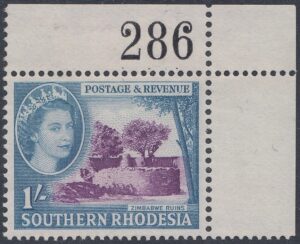 286
POSTAGE & REVENUE
ZIMBABWE RUINS
1/-
SOUTHERN RHODESIA